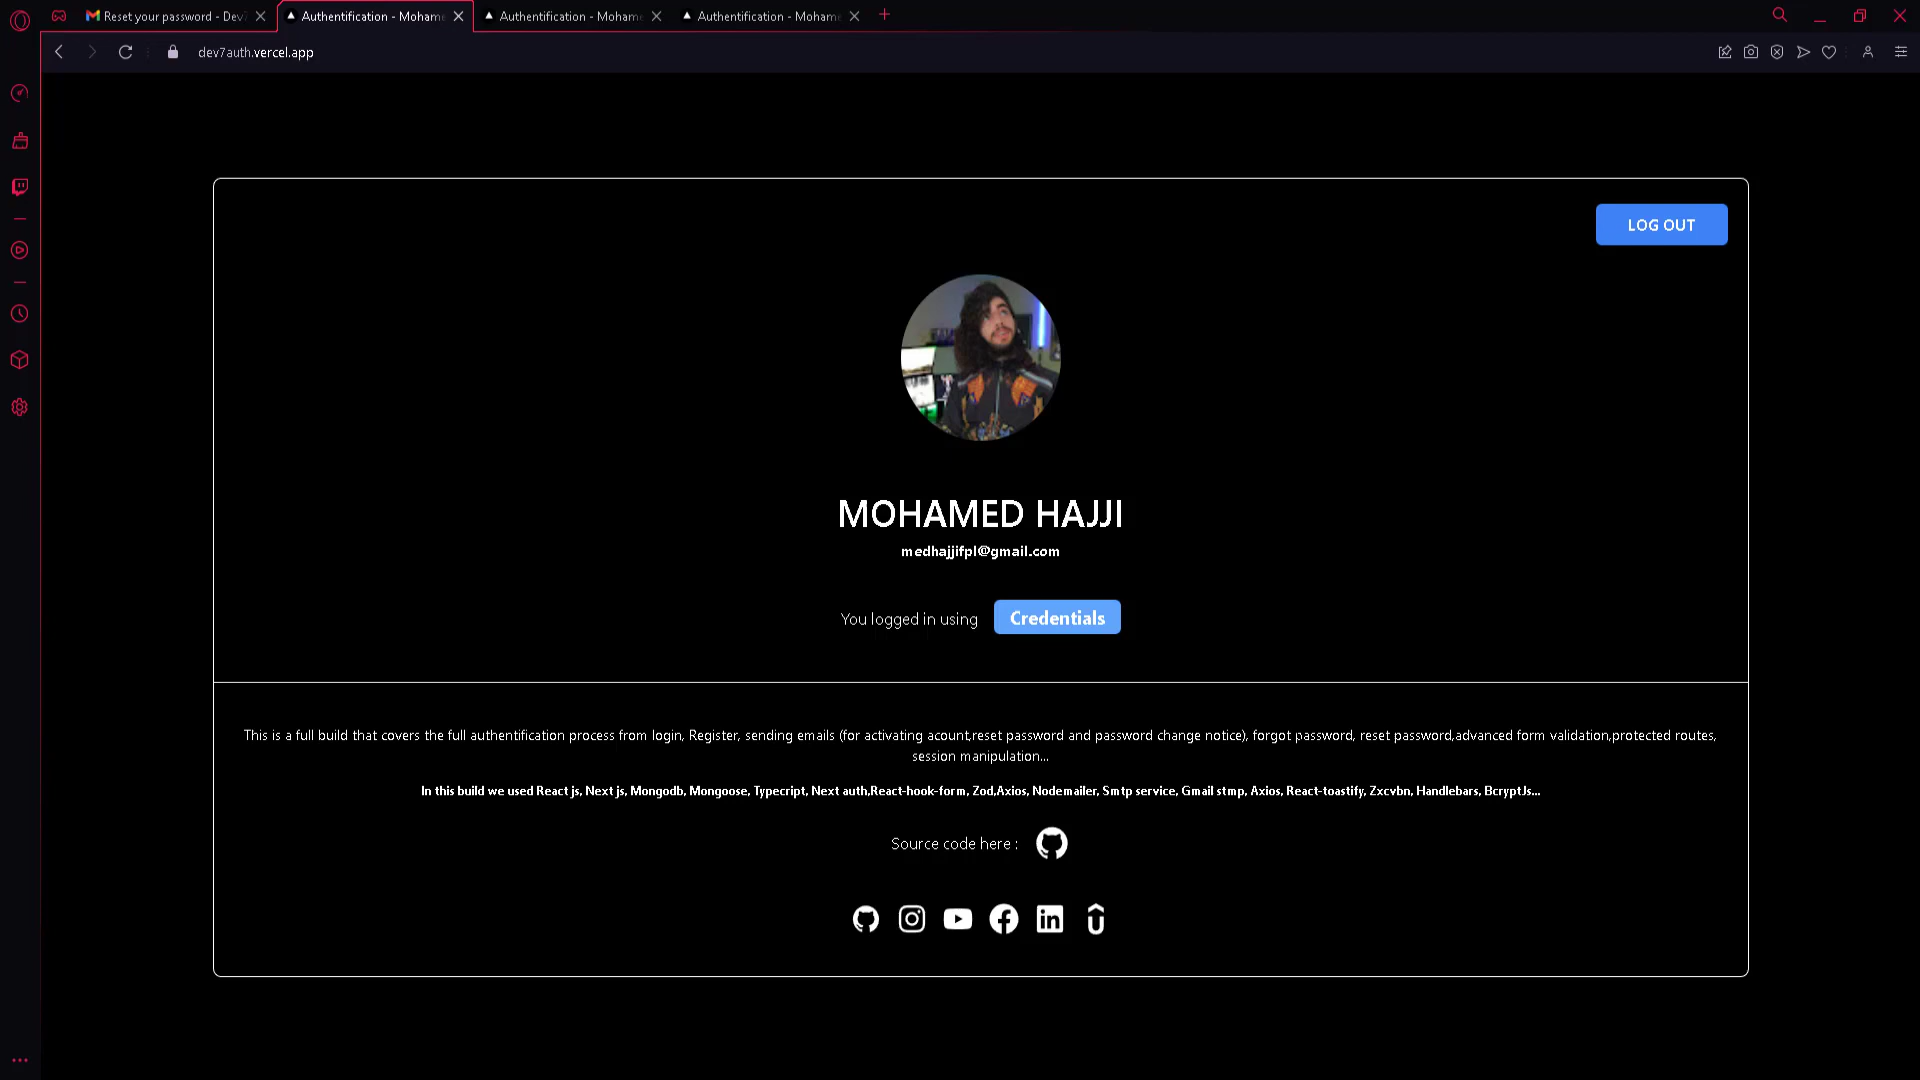 Reset your password - Dev7
Authentification - Mohame
Authentification - Mohame
Authentification - Mohame
dev7auth.vercel.app
LOG OUT
MOHAMED HAJJI
medhajjifpl@gmail.com
You logged in using Credentials
This is a full build that covers the full authentification process from login, Register, sending emails (for activating acount,reset password and password change notice), forgot password, reset password,advanced form validation,protected routes,
session manipulation...
In this build we used React js, Next js, Mongodb, Mongoose, Typecript, Next auth,React-hook-form, Zod,Axios, Nodemailer, Smtp service, Gmail stmp, Axios, React-toastify, Zxcvbn, Handlebars, BcryptJs...
Source code here :